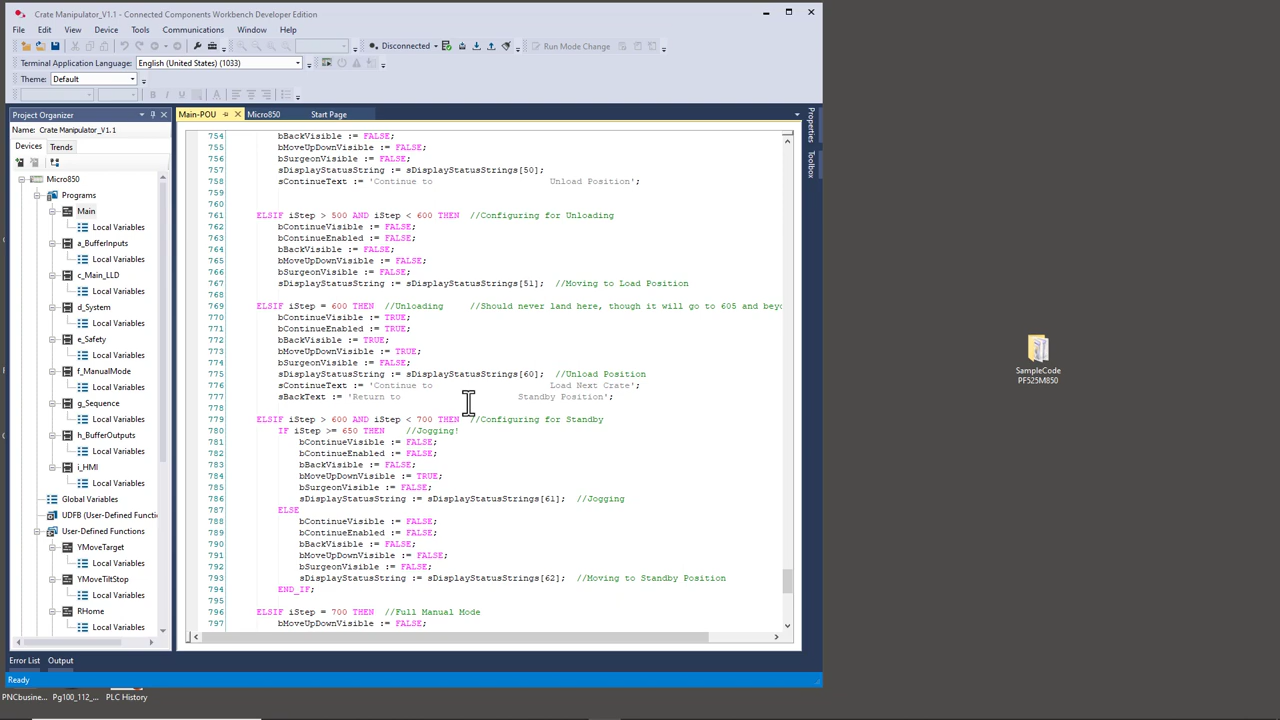 Crate Manipulator_V1.1 - Connected Components Workbench Developer Edition
File Edit View Device Tools Communications Window Help
Disconnected Run Mode Change
Terminal Application Language: English (United States) (1033)
Theme: Default
Project Organizer
Name: Crate Manipulator_V1.1
Devices Trends
Micro850
Programs
Main
Local Variables
a_BufferInputs
Local Variables
c_Main_LLD
Local Variables
d_System
Local Variables
e_Safety
Local Variables
f_ManualMode
Local Variables
g_Sequence
Local Variables
h_BufferOutputs
Local Variables
i_HMI
Local Variables
Global Variables
UDFB (User-Defined Functi
User-Defined Functions
YMoveTarget
Local Variables
YMoveTiltStop
Local Variables
RHome
Local Variables
Main-POU Micro850 Start Page
754 bBackVisible := FALSE;
755 bMoveUpDownVisible := FALSE;
756 bSurgeonVisible := FALSE;
757 sDisplayStatusString := sDisplayStatusStrings[50];
758 sContinueText := 'Continue to Unload Position';
759
760
761 ELSIF iStep > 500 AND iStep < 600 THEN //Configuring for Unloading
762 bContinueVisible := FALSE;
763 bContinueEnabled := FALSE;
764 bBackVisible := FALSE;
765 bMoveUpDownVisible := FALSE;
766 bSurgeonVisible := FALSE;
767 sDisplayStatusString := sDisplayStatusStrings[51]; //Moving to Load Position
768
769 ELSIF iStep = 600 THEN //Unloading //Should never land here, though it will go to 605 and beyo
770 bContinueVisible := TRUE;
771 bContinueEnabled := TRUE;
772 bBackVisible := TRUE;
773 bMoveUpDownVisible := TRUE;
774 bSurgeonVisible := FALSE;
775 sDisplayStatusString := sDisplayStatusStrings[60]; //Unload Position
776 sContinueText := 'Continue to Load Next Crate';
777 sBackText := 'Return to Standby Position';
778
779 ELSIF iStep > 600 AND iStep < 700 THEN //Configuring for Standby
780 IF iStep >= 650 THEN //Jogging!
781 bContinueVisible := FALSE;
782 bContinueEnabled := FALSE;
783 bBackVisible := FALSE;
784 bMoveUpDownVisible := TRUE;
785 bSurgeonVisible := FALSE;
786 sDisplayStatusString := sDisplayStatusStrings[61]; //Jogging
787 ELSE
788 bContinueVisible := FALSE;
789 bContinueEnabled := FALSE;
790 bBackVisible := FALSE;
791 bMoveUpDownVisible := FALSE;
792 bSurgeonVisible := FALSE;
793 sDisplayStatusString := sDisplayStatusStrings[62]; //Moving to Standby Position
794 END_IF;
795
796 ELSIF iStep = 700 THEN //Full Manual Mode
797 bMoveUpDownVisible := FALSE;
Properties
Toolbox
Error List Output
Ready
PNCbusine... Pg100_112_... PLC History
SampleCode
PF525M850